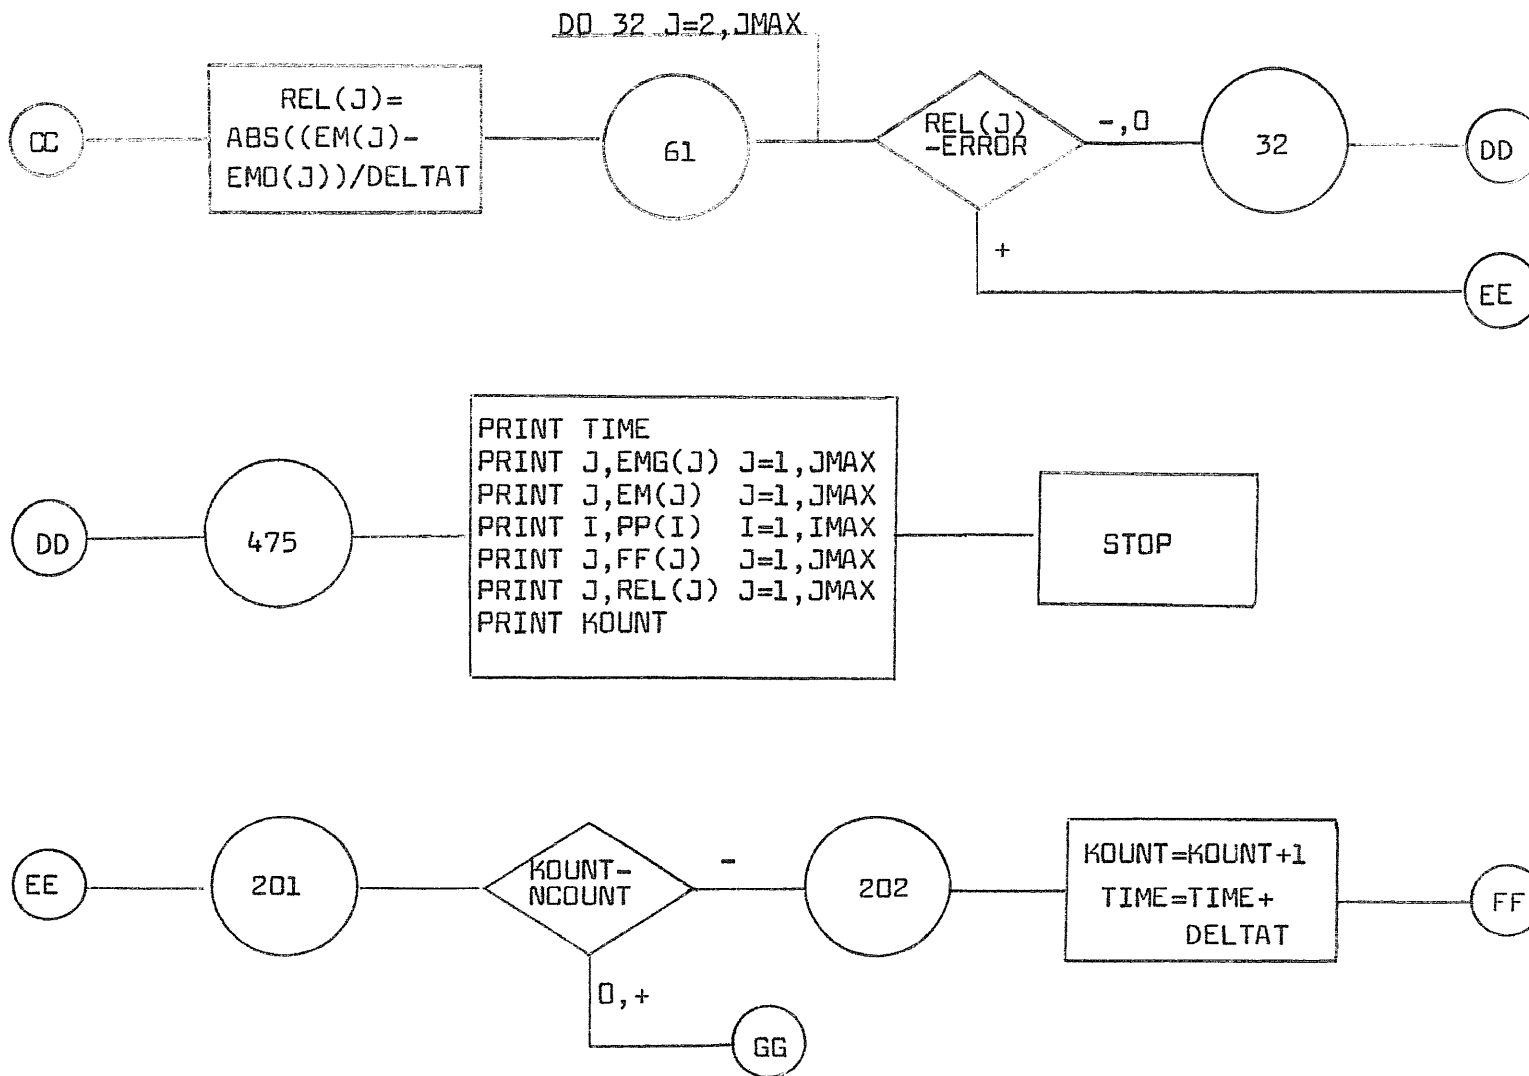 DO 32 J=2,JMAX
CC
REL(J)=
ABS((EM(J)-
EMO(J))/DELTAT
61
REL(J)
-ERROR
-,0
32
DD
+
EE
DD
475
PRINT TIME
PRINT J,EMG(J) J=1,JMAX
PRINT J,EM(J) J=1,JMAX
PRINT I,PP(I) I=1,IMAX
PRINT J,FF(J) J=1,JMAX
PRINT J,REL(J) J=1,JMAX
PRINT KOUNT
STOP
EE
201
KOUNT-
NCOUNT
-
202
KOUNT=KOUNT+1
TIME=TIME+
DELTAT
FF
0,+
GG